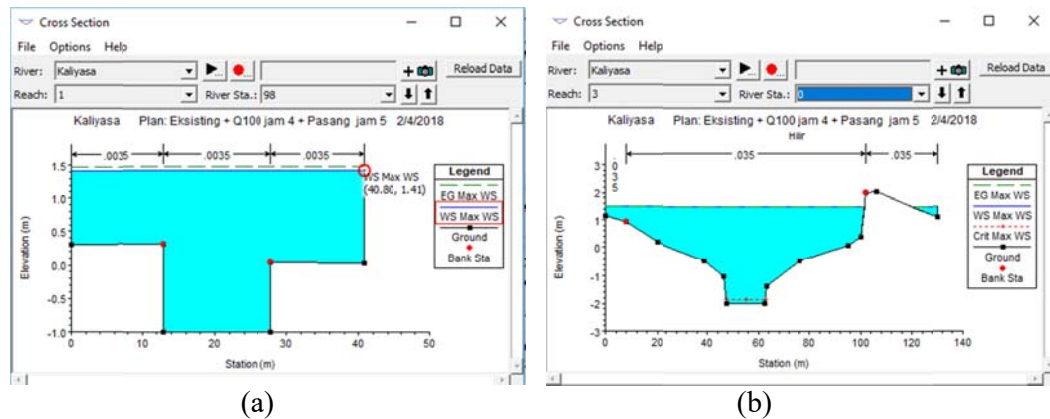 Cross Section
File Options Help
River: Kaliyasa
Reload Data
Reach: 1 River Sta.: 98
Kaliyasa Plan: Eksisting + Q100 jam 4 + Pasang jam 5 2/4/2018
.0035 .0035 .0035
1.5
1.0
0.5
0.0
-0.5
-1.0
Elevation (m)
WS Max WS
(40.80, 1.41)
Legend
EG Max WS
WS Max WS
Ground
Bank Sta
0 10 20 30 40 50
Station (m)
(a)
Cross Section
File Options Help
River: Kaliyasa
Reload Data
Reach: 3 River Sta.: 0
Kaliyasa Plan: Eksisting + Q100 jam 4 + Pasang jam 5 2/4/2018
Hilir
.035 .035 .035
3
2
1
0
-1
-2
-3
Elevation (m)
Legend
EG Max WS
WS Max WS
Crit Max WS
Ground
Bank Sta
0 20 40 60 80 100 120 140
Station (m)
(b)